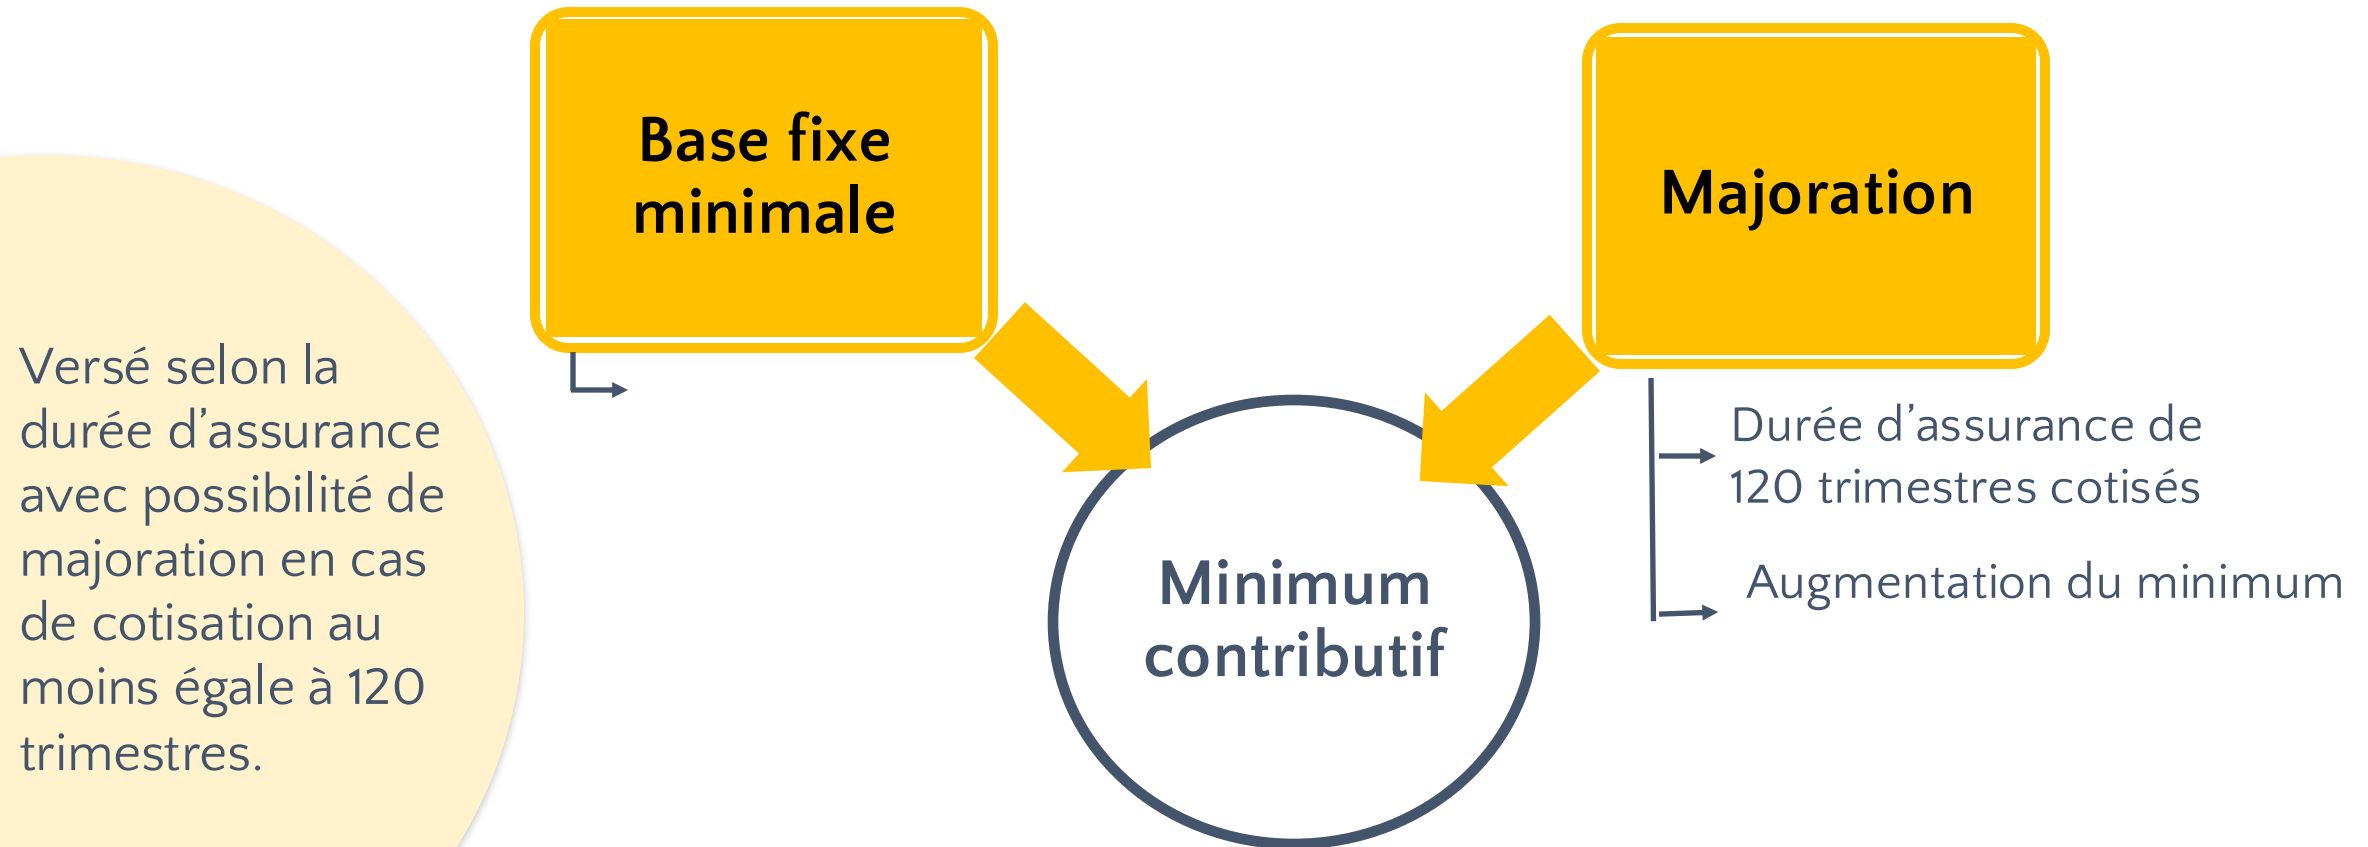 Base fixe
minimale
Majoration
Versé selon la
durée d’assurance
avec possibilité de
majoration en cas
de cotisation au
moins égale à 120
trimestres.
Durée d’assurance de
120 trimestres cotisés
Augmentation du minimum
Minimum
contributif